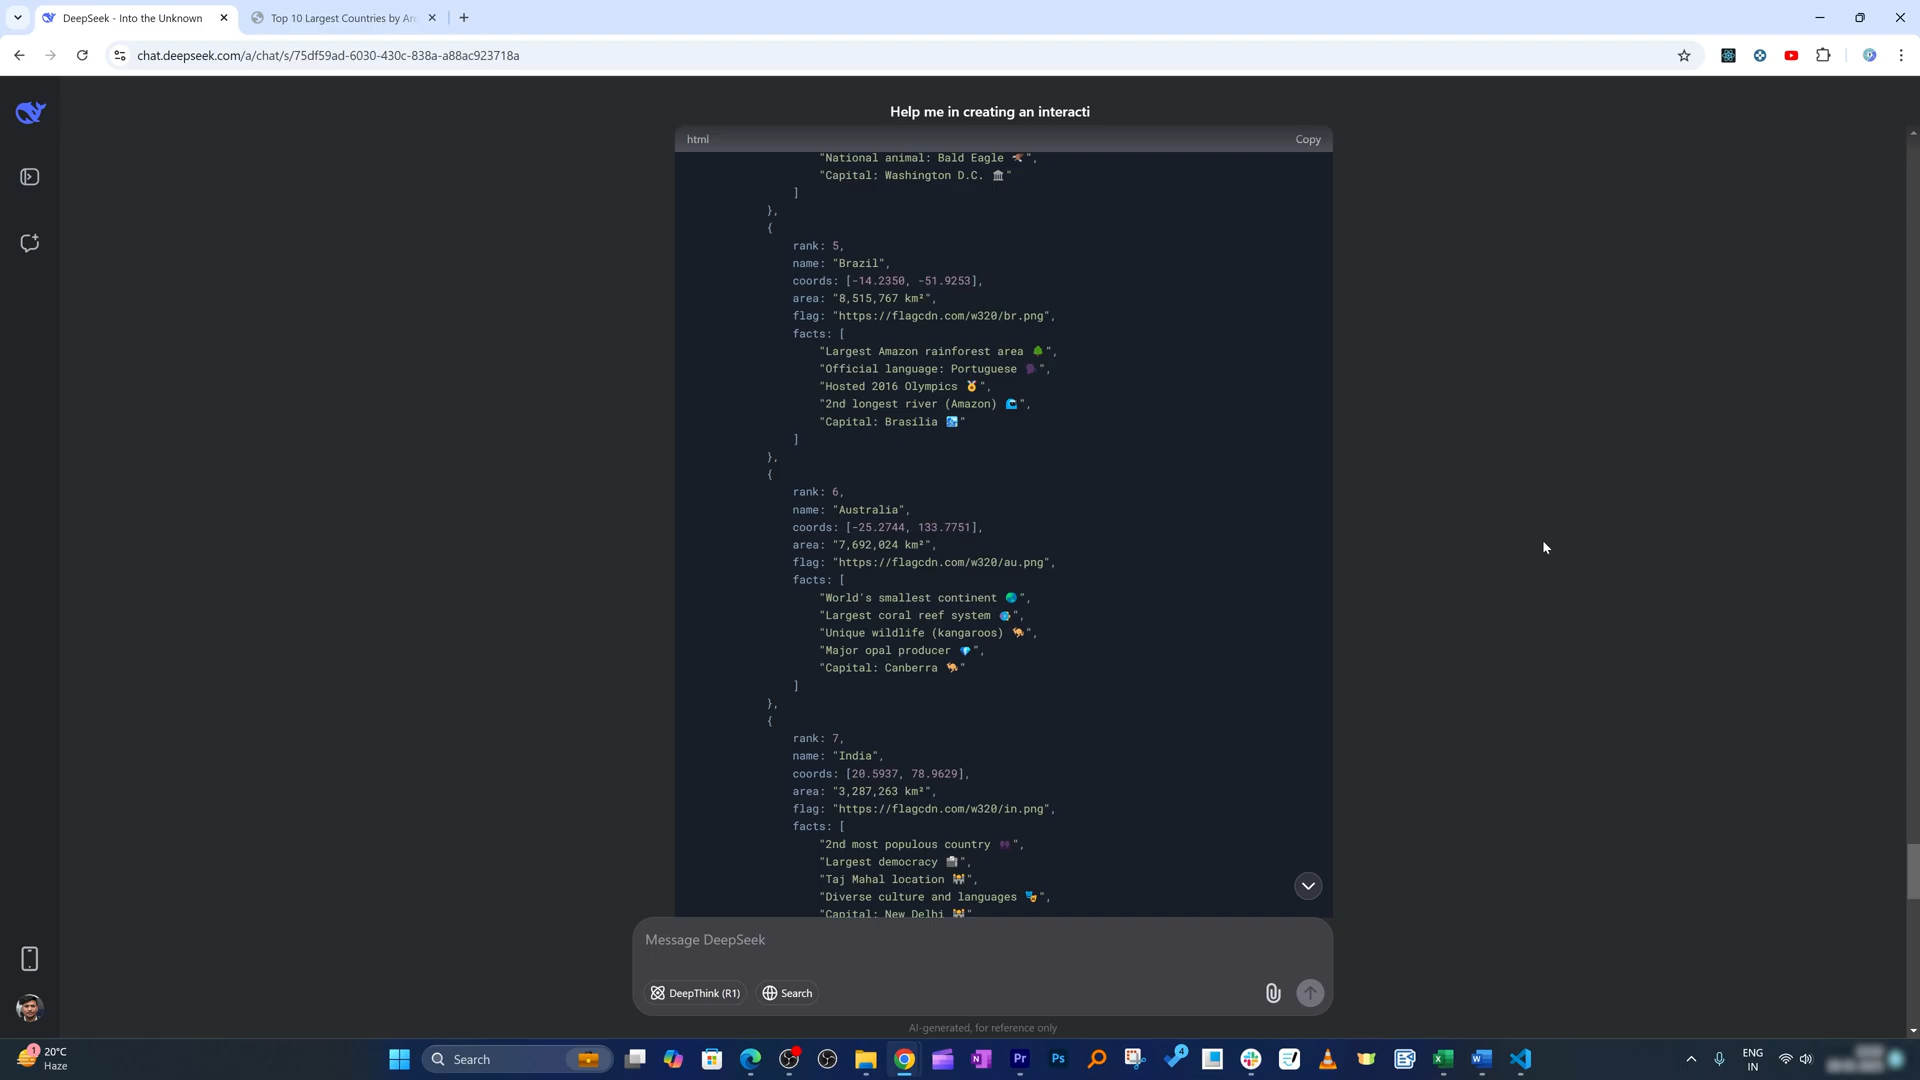 DeepSeek - Into the Unknown
Top 10 Largest Countries by Are
chat.deepseek.com/a/chat/s/75df59ad-6030-430c-838a-a88ac923718a
Help me in creating an interacti
html
Copy
"National animal: Bald Eagle 🦅",
"Capital: Washington D.C. 🏛️"
]
},
{
rank: 5,
name: "Brazil",
coords: [-14.2350, -51.9253],
area: "8,515,767 km²",
flag: "https://flagcdn.com/w320/br.png",
facts: [
"Largest Amazon rainforest area 🌳",
"Official language: Portuguese 🗣️",
"Hosted 2016 Olympics 🏅",
"2nd longest river (Amazon) 🌊",
"Capital: Brasília 🏙️"
]
},
{
rank: 6,
name: "Australia",
coords: [-25.2744, 133.7751],
area: "7,692,024 km²",
flag: "https://flagcdn.com/w320/au.png",
facts: [
"World's smallest continent 🌏",
"Largest coral reef system 🐠",
"Unique wildlife (kangaroos) 🦘",
"Major opal producer 💎",
"Capital: Canberra 🦘"
]
},
{
rank: 7,
name: "India",
coords: [20.5937, 78.9629],
area: "3,287,263 km²",
flag: "https://flagcdn.com/w320/in.png",
facts: [
"2nd most populous country 👥",
"Largest democracy 🗳️",
"Taj Mahal location 🕌",
"Diverse culture and languages 🎭",
"Capital: New Delhi 🕌"
Message DeepSeek
DeepThink (R1)
Search
AI-generated, for reference only
1
20°C
Haze
Search
Pr
Ps
4
ENG
IN